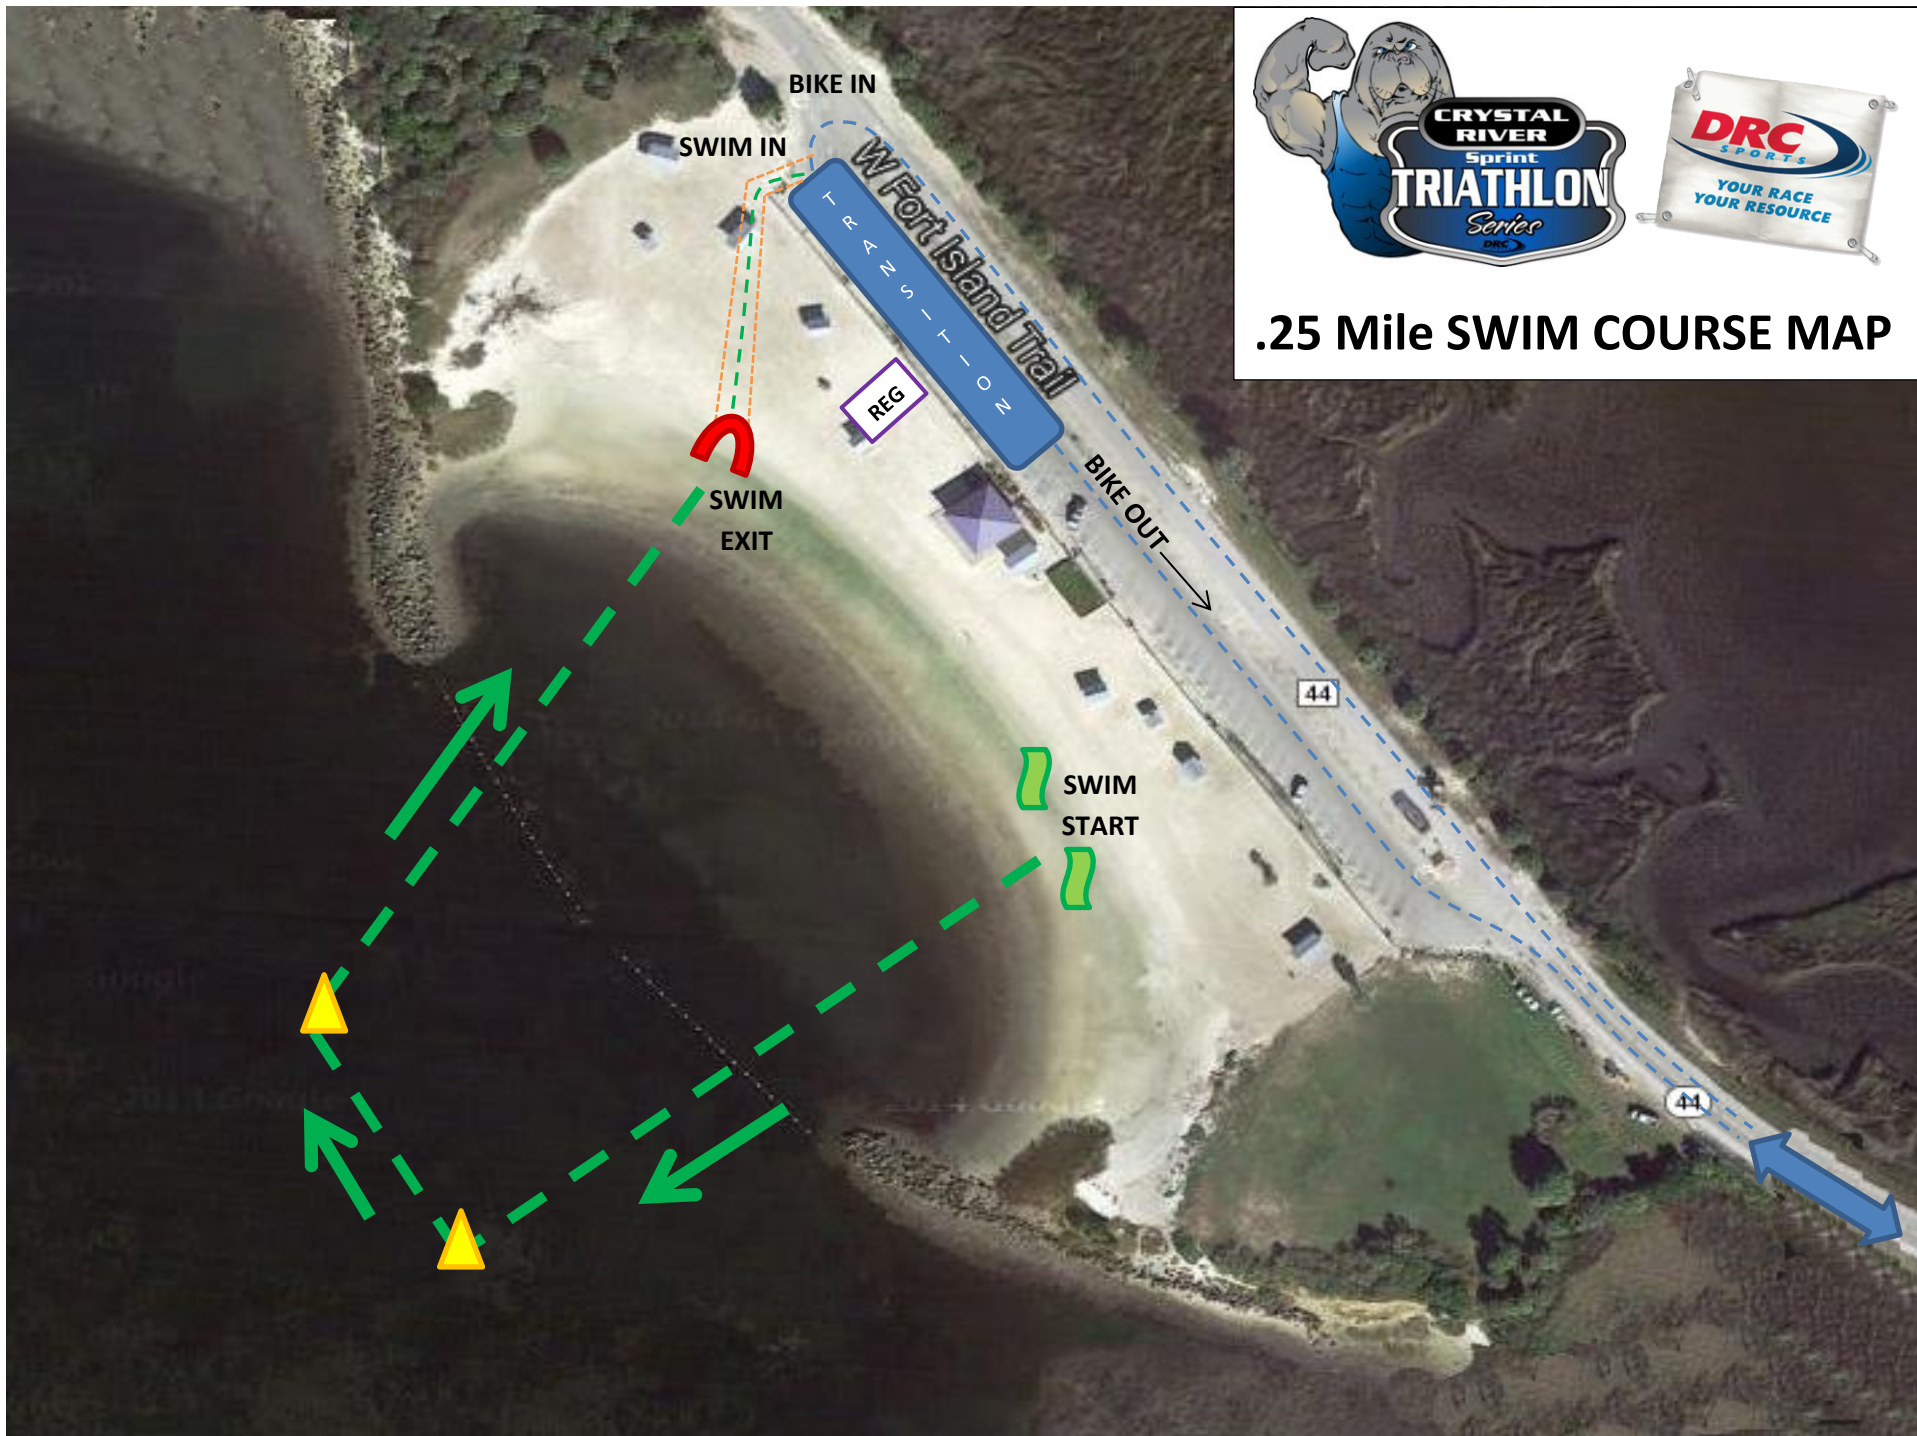 BIKE IN
SWIM IN
W Fort Island Trail
TRANSITION
REG
SWIM
EXIT
BIKE OUT
44
SWIM
START
44
CRYSTAL
RIVER
Sprint
TRIATHLON
Series
DRC
DRC
SPORTS
YOUR RACE
YOUR RESOURCE
.25 Mile SWIM COURSE MAP